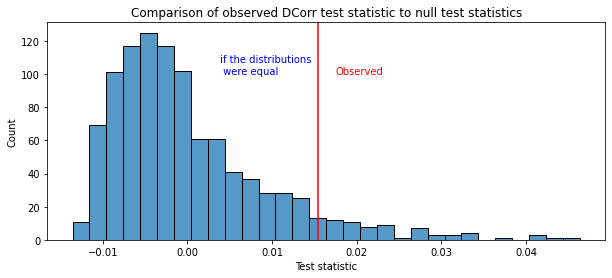 Comparison of observed DCorr test statistic to null test statistics
120
100
80
60
40
20
0
Count
if the distributions
were equal
Observed
−0.01
0.00
0.01
0.02
0.03
0.04
Test statistic